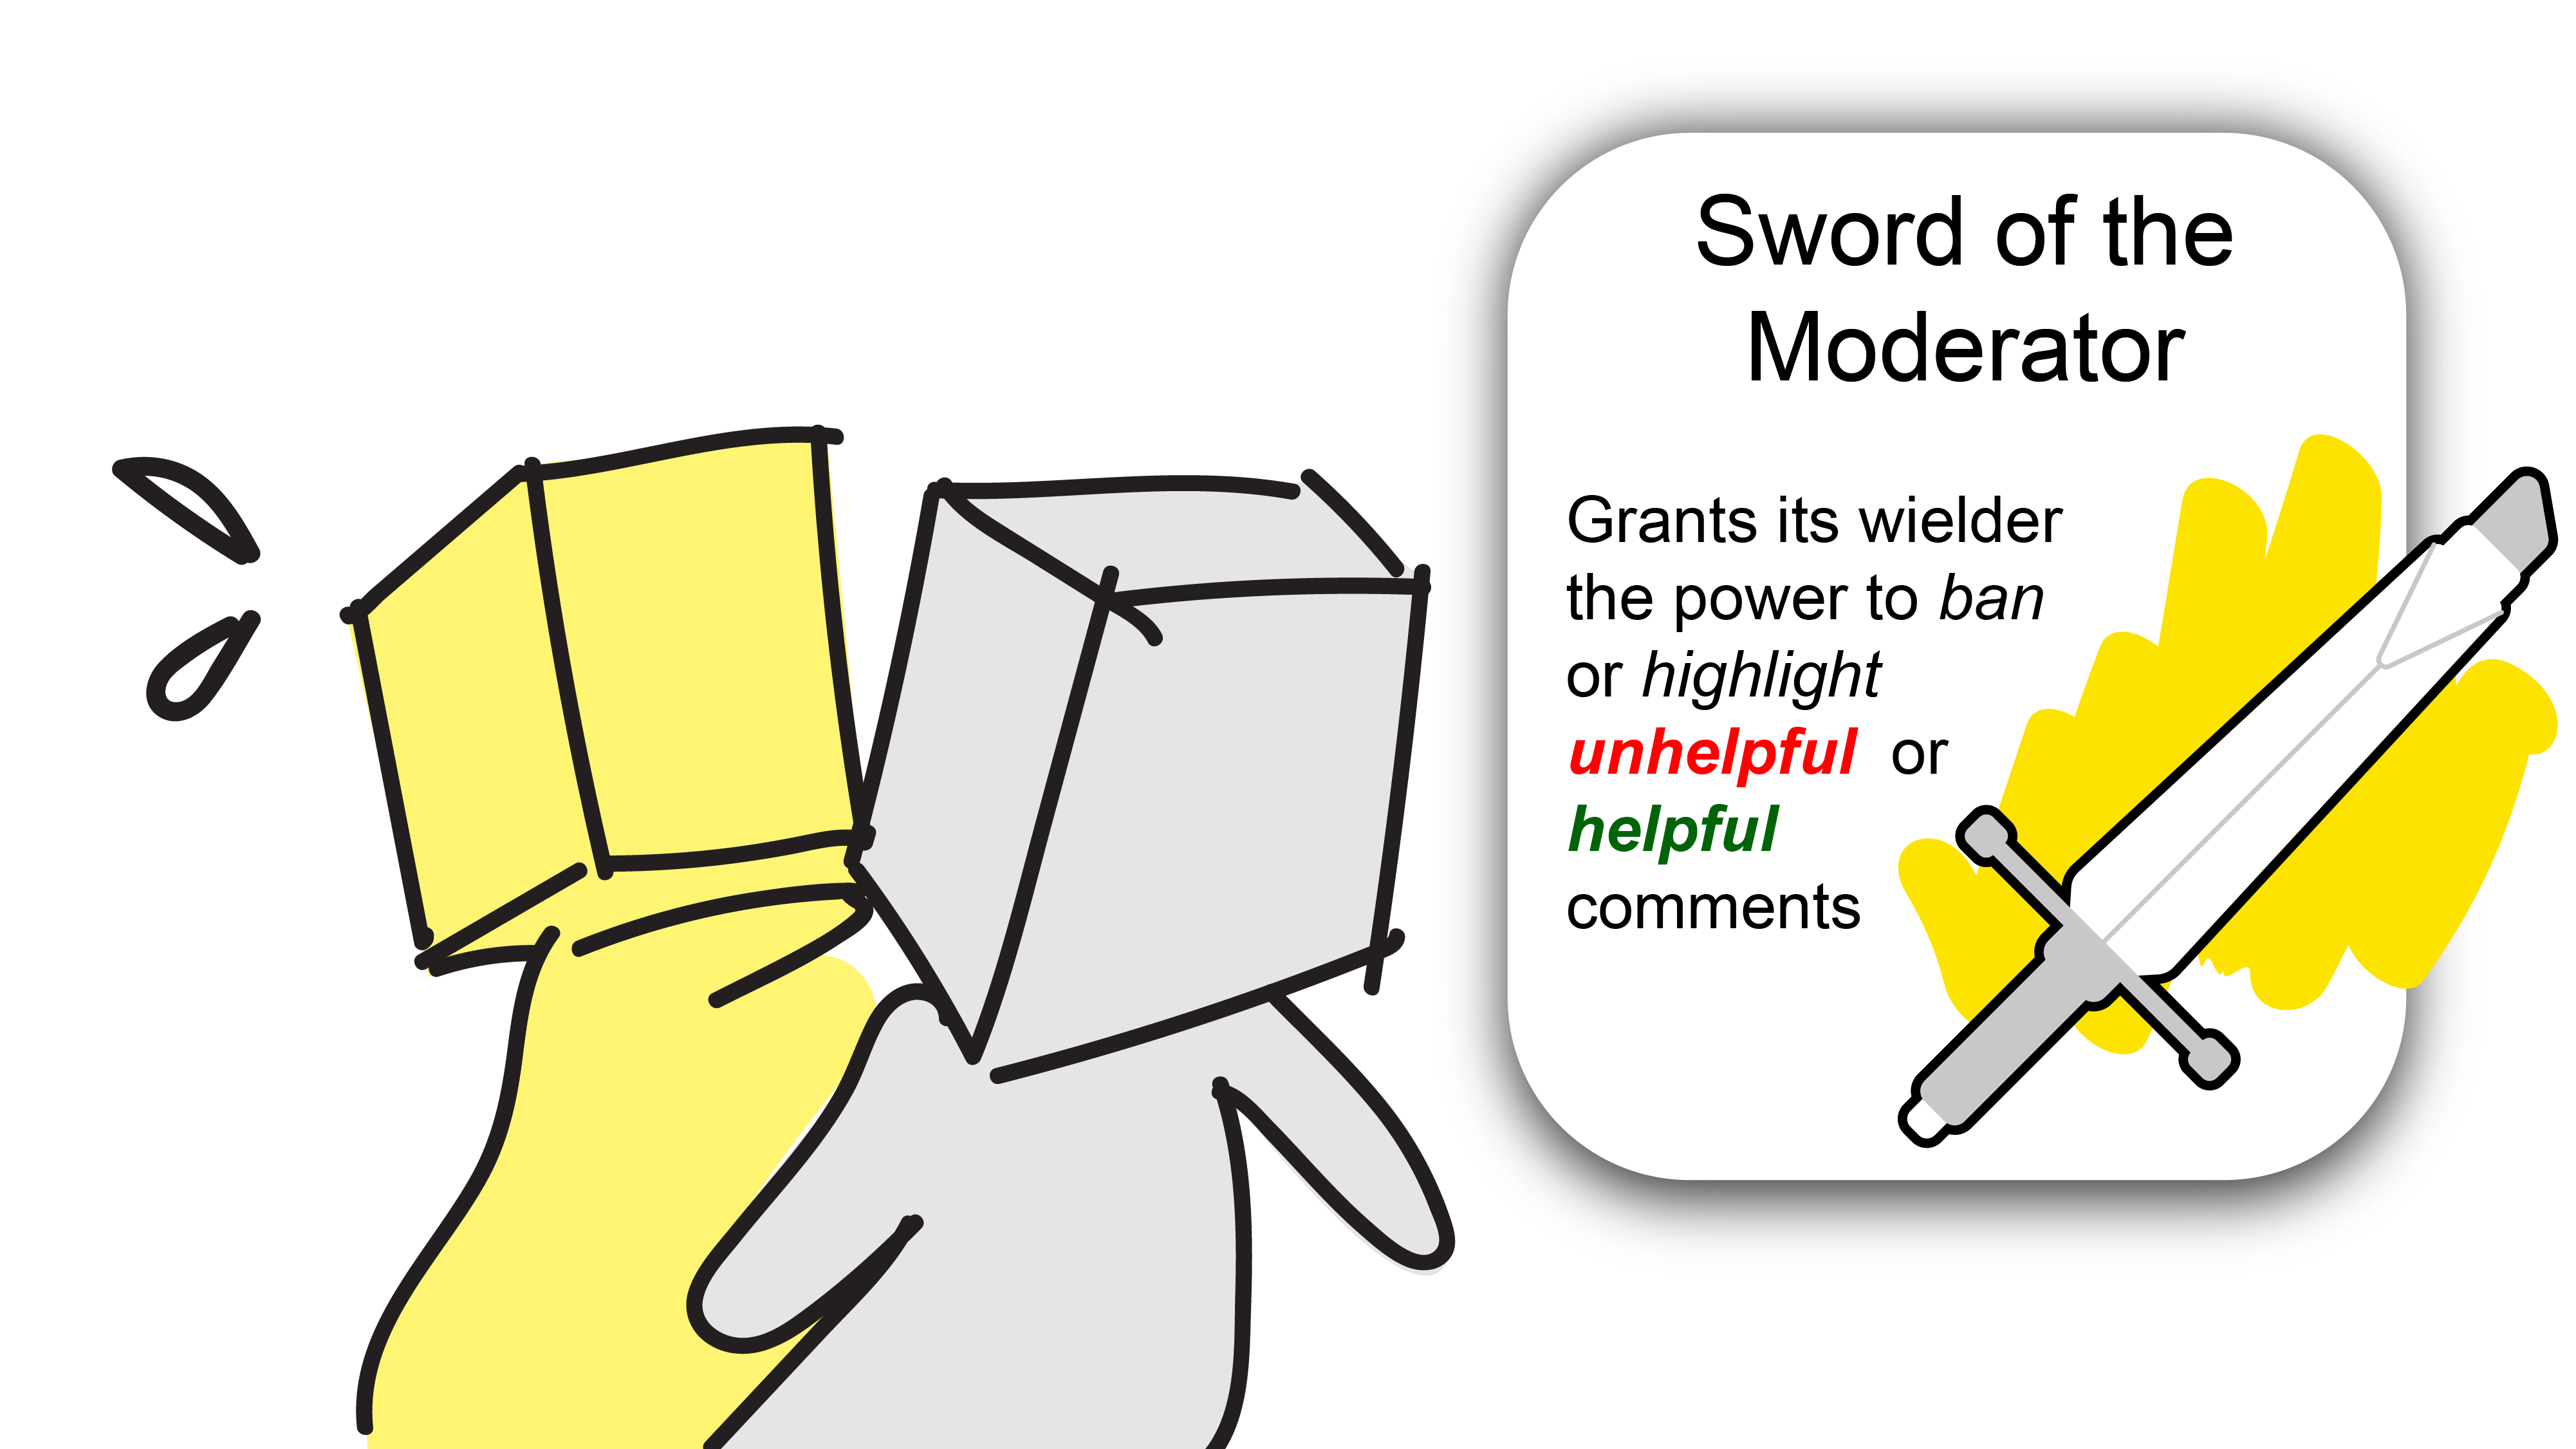 Sword of the
Moderator
Grants its wielder
the power to ban
or highlight
unhelpful or
helpful
comments